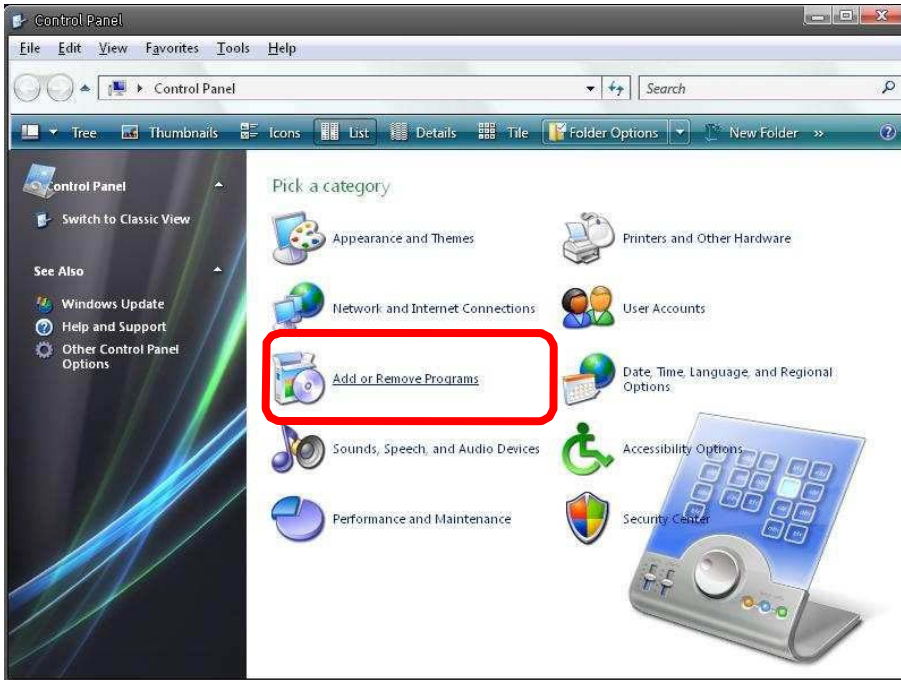 Control Panel
File Edit View Favorites Tools Help
Control Panel
Search
Tree Thumbnails Icons List Details Tile Folder Options New Folder »
Control Panel
Switch to Classic View
See Also
Windows Update
Help and Support
Other Control Panel
Options
Pick a category
Appearance and Themes
Printers and Other Hardware
Network and Internet Connections
User Accounts
Add or Remove Programs
Date, Time, Language, and Regional
Options
Sounds, Speech, and Audio Devices
Accessibility Options
Performance and Maintenance
Security Center